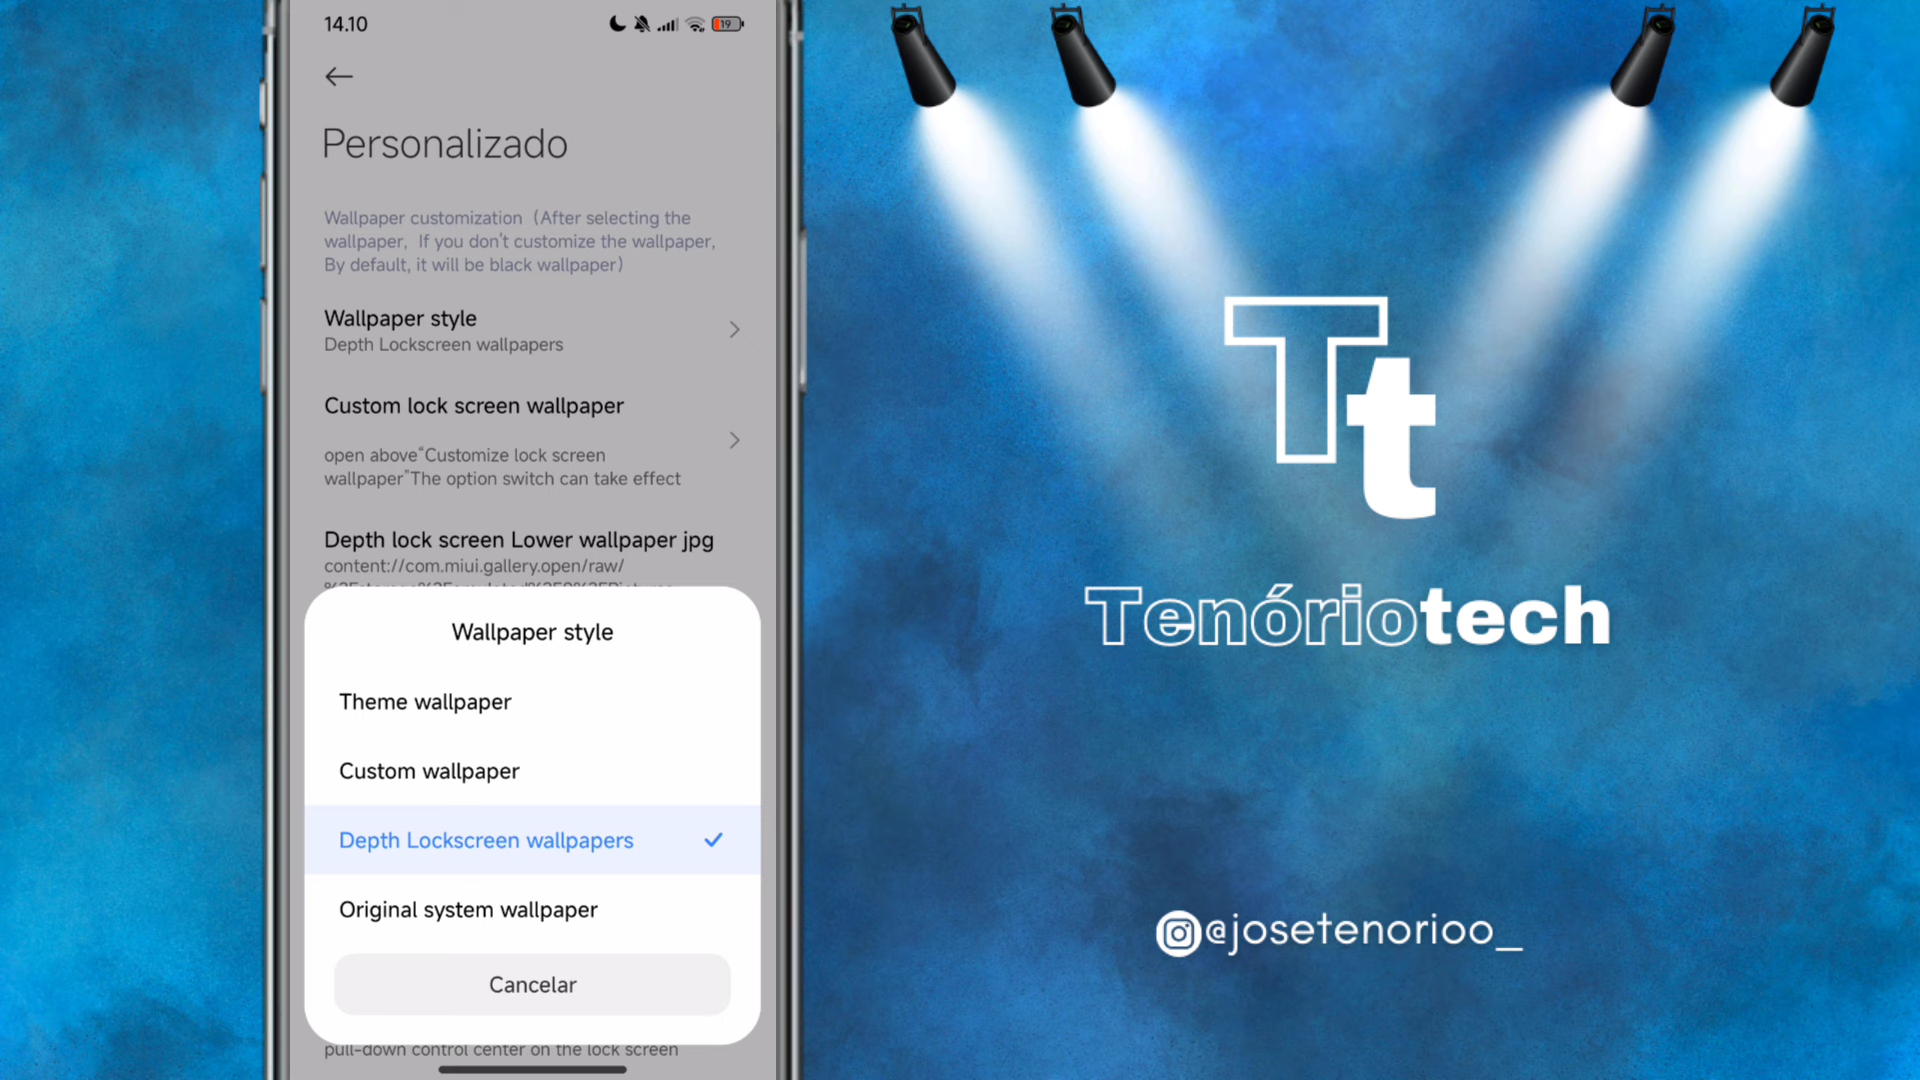 14.10
19
Personalizado
Wallpaper customization（After selecting the
wallpaper，If you don't customize the wallpaper,
By default, it will be black wallpaper）
Wallpaper style
Depth Lockscreen wallpapers
Custom lock screen wallpaper
open above“Customize lock screen
wallpaper”The option switch can take effect
Depth lock screen Lower wallpaper jpg
content://com.miui.gallery.open/raw/
Wallpaper style
Theme wallpaper
Custom wallpaper
Depth Lockscreen wallpapers
Original system wallpaper
Cancelar
pull-down control center on the lock screen
Tt
Tenóriotech
@josetenorioo_